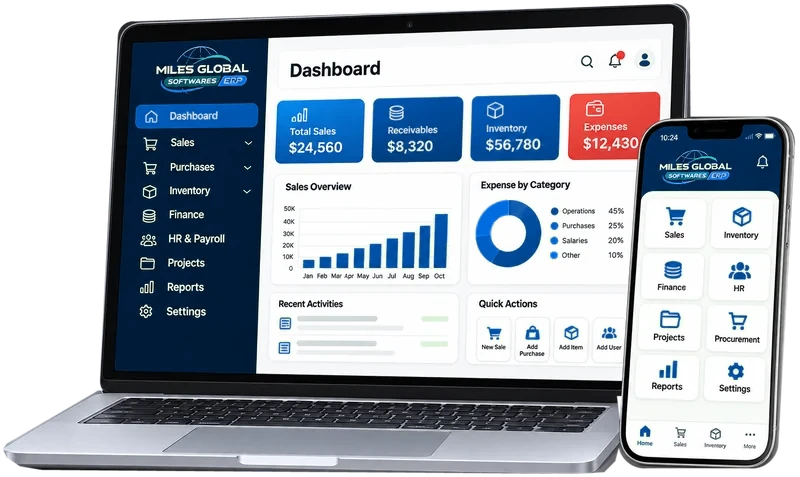 MILES GLOBAL
SOFTWARES ERP
Dashboard
Sales
Purchases
Inventory
Finance
HR & Payroll
Projects
Reports
Settings
Dashboard
Total Sales
$24,560
Receivables
$8,320
Inventory
$56,780
Expenses
$12,430
Sales Overview
50K
40K
30K
20K
10K
0
Jan Feb Mar Apr May Jun Jul Aug Sep Oct
Expense by Category
Operations 45%
Purchases 25%
Salaries 20%
Other 10%
Recent Activities
Quick Actions
New Sale
Add
Purchase
Add Item
Add User
10:24
MILES GLOBAL
SOFTWARES ERP
Sales
Inventory
Finance
HR
Projects
Procurement
Reports
Settings
Home
Sales
Inventory
More